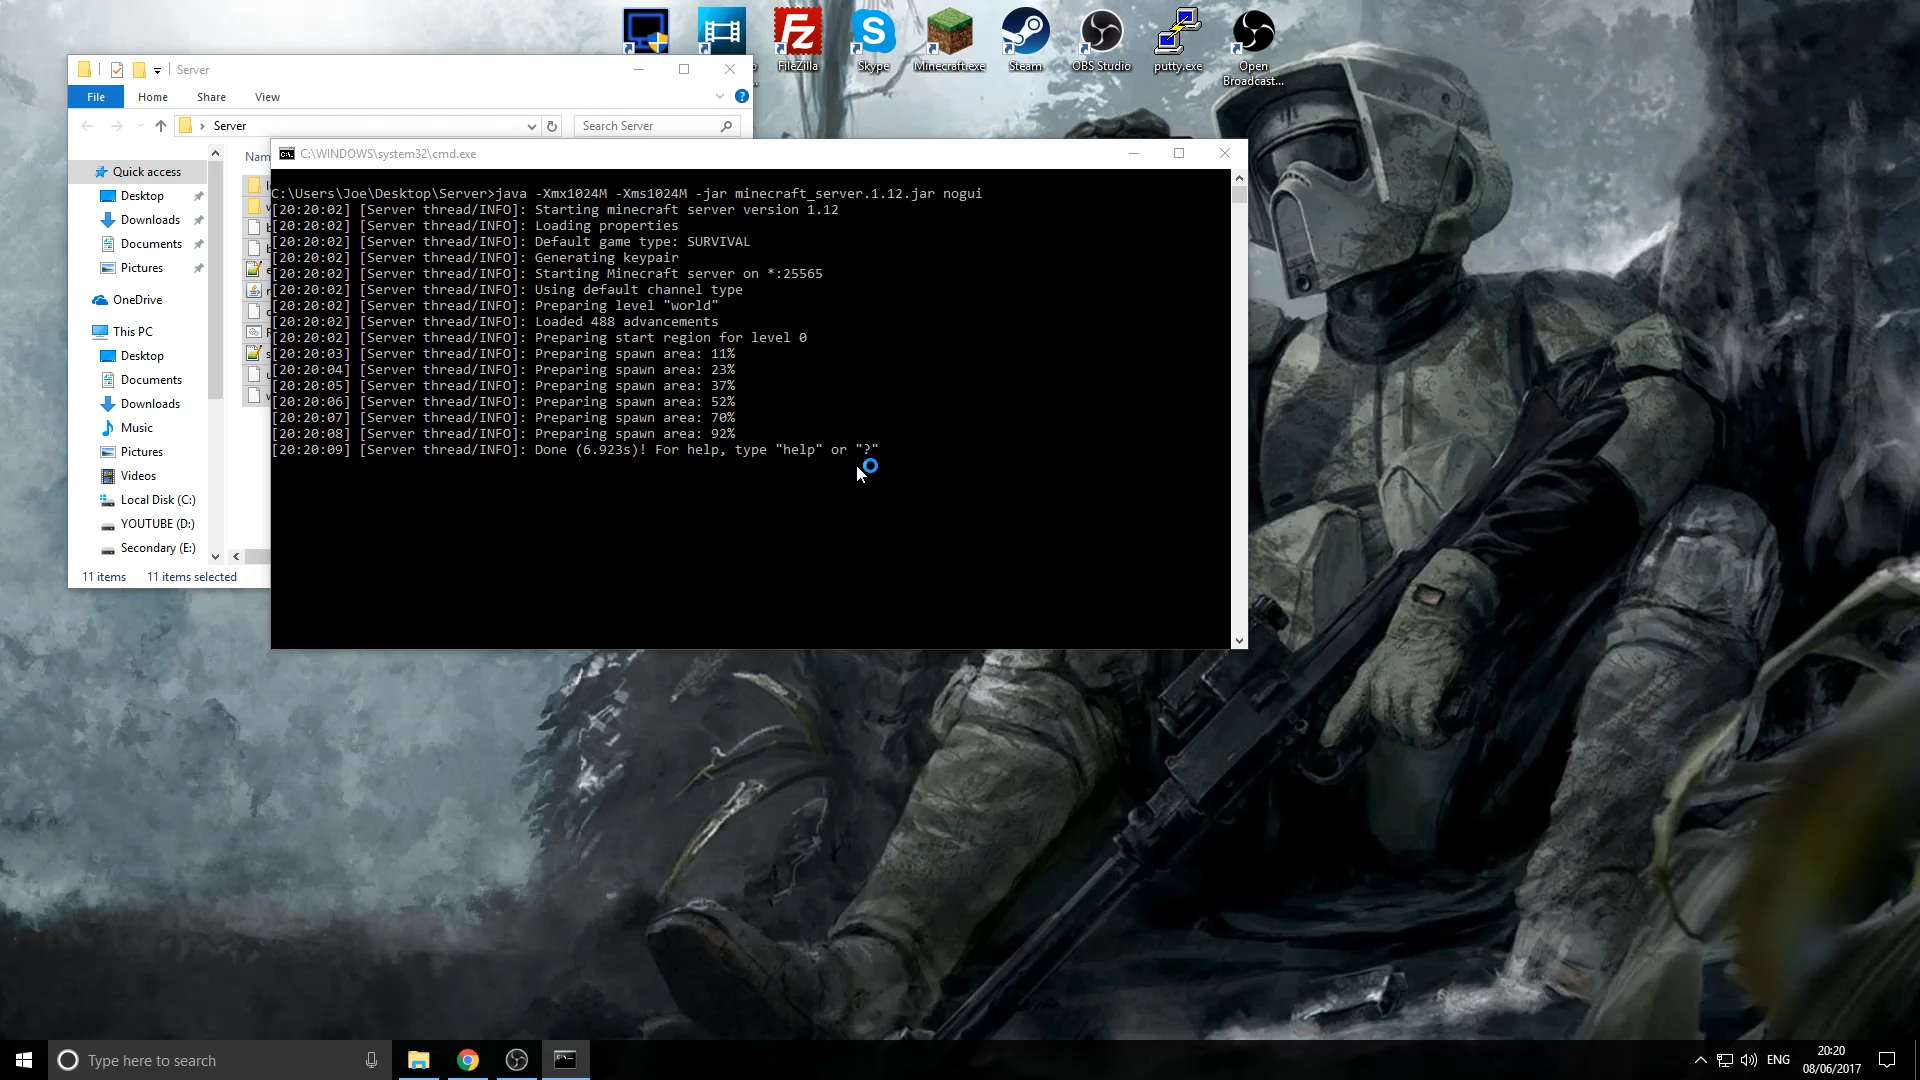 FileZilla
Skype
Minecraft.exe
Steam
OBS Studio
putty.exe
Open
Broadcast...
Server
File
Home
Share
View
Server
Search Server
Nam
C:\WINDOWS\system32\cmd.exe
Quick access
Desktop
Downloads
Documents
Pictures
OneDrive
This PC
Desktop
Documents
Downloads
Music
Pictures
Videos
Local Disk (C:)
YOUTUBE (D:)
Secondary (E:)
11 items
11 items selected
C:\Users\Joe\Desktop\Server>java -Xmx1024M -Xms1024M -jar minecraft_server.1.12.jar nogui
[20:20:02] [Server thread/INFO]: Starting minecraft server version 1.12
[20:20:02] [Server thread/INFO]: Loading properties
[20:20:02] [Server thread/INFO]: Default game type: SURVIVAL
[20:20:02] [Server thread/INFO]: Generating keypair
[20:20:02] [Server thread/INFO]: Starting Minecraft server on *:25565
[20:20:02] [Server thread/INFO]: Using default channel type
[20:20:02] [Server thread/INFO]: Preparing level "world"
[20:20:02] [Server thread/INFO]: Loaded 488 advancements
[20:20:02] [Server thread/INFO]: Preparing start region for level 0
[20:20:03] [Server thread/INFO]: Preparing spawn area: 11%
[20:20:04] [Server thread/INFO]: Preparing spawn area: 23%
[20:20:05] [Server thread/INFO]: Preparing spawn area: 37%
[20:20:06] [Server thread/INFO]: Preparing spawn area: 52%
[20:20:07] [Server thread/INFO]: Preparing spawn area: 70%
[20:20:08] [Server thread/INFO]: Preparing spawn area: 92%
[20:20:09] [Server thread/INFO]: Done (6.923s)! For help, type "help" or "?"
Type here to search
ENG
20:20
08/06/2017